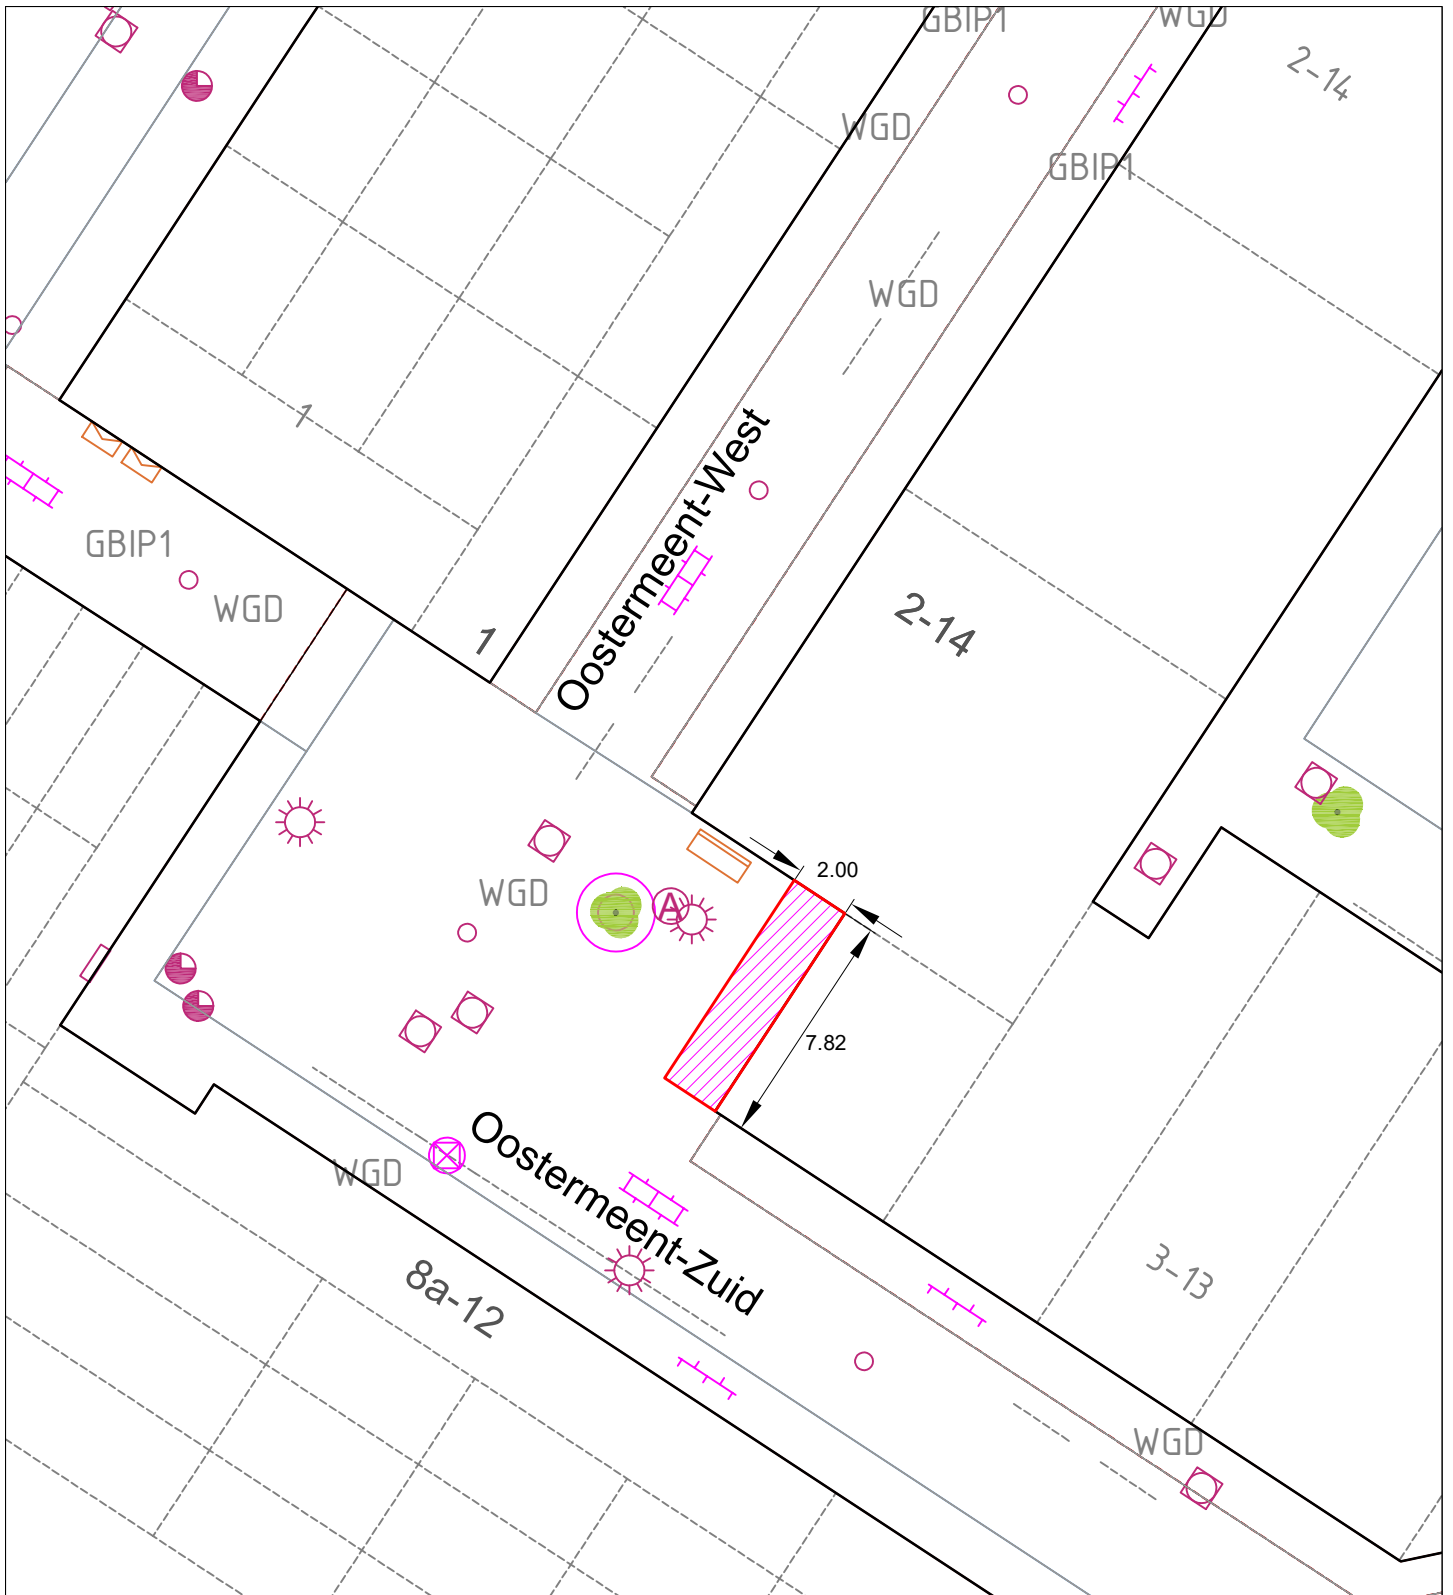 GBIP1
WGD
2-14
WGD
GBIP1
WGD
1
Oostermeent-West
GBIP1
WGD
1
2-14
2.00
WGD
A
7.82
Oostermeent-Zuid
WGD
8a-12
3-13
WGD